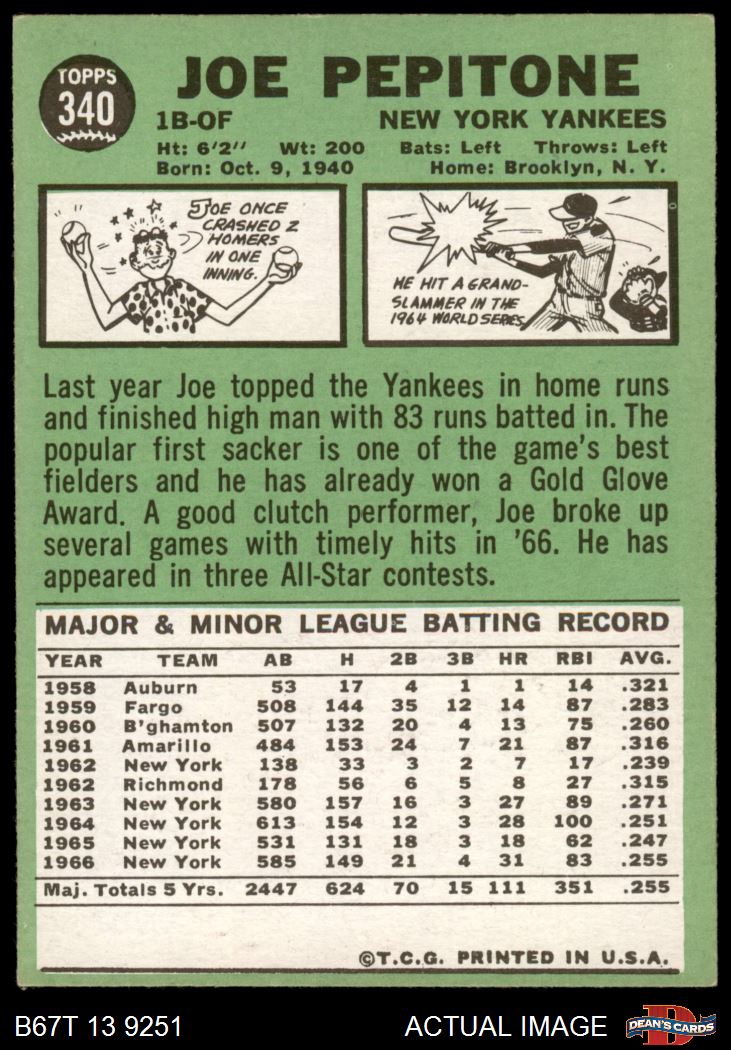 TOPPS
340
JOE PEPITONE
1B-OF NEW YORK YANKEES
Ht: 6'2" Wt: 200 Bats: Left Throws: Left
Born: Oct. 9, 1940 Home: Brooklyn, N. Y.
JOE ONCE
CRASHED 2
HOMERS
IN ONE
INNING.
HE HIT A GRAND-
SLAMMER IN THE
1964 WORLD SERIES
Last year Joe topped the Yankees in home runs
and finished high man with 83 runs batted in. The
popular first sacker is one of the game's best
fielders and he has already won a Gold Glove
Award. A good clutch performer, Joe broke up
several games with timely hits in '66. He has
appeared in three All-Star contests.
MAJOR & MINOR LEAGUE BATTING RECORD
YEAR TEAM AB H 2B 3B HR RBI AVG.
1958 Auburn 53 17 4 1 1 14 .321
1959 Fargo 508 144 35 12 14 87 .283
1960 B'ghamton 507 132 20 4 13 75 .260
1961 Amarillo 484 153 24 7 21 87 .316
1962 New York 138 33 3 2 7 17 .239
1962 Richmond 178 56 6 5 8 27 .315
1963 New York 580 157 16 3 27 89 .271
1964 New York 613 154 12 3 28 100 .251
1965 New York 531 131 18 3 18 62 .247
1966 New York 585 149 21 4 31 83 .255
Maj. Totals 5 Yrs. 2447 624 70 15 111 351 .255
©T.C.G. PRINTED IN U.S.A.
B67T 13 9251 ACTUAL IMAGE
D
DEAN'S CARDS